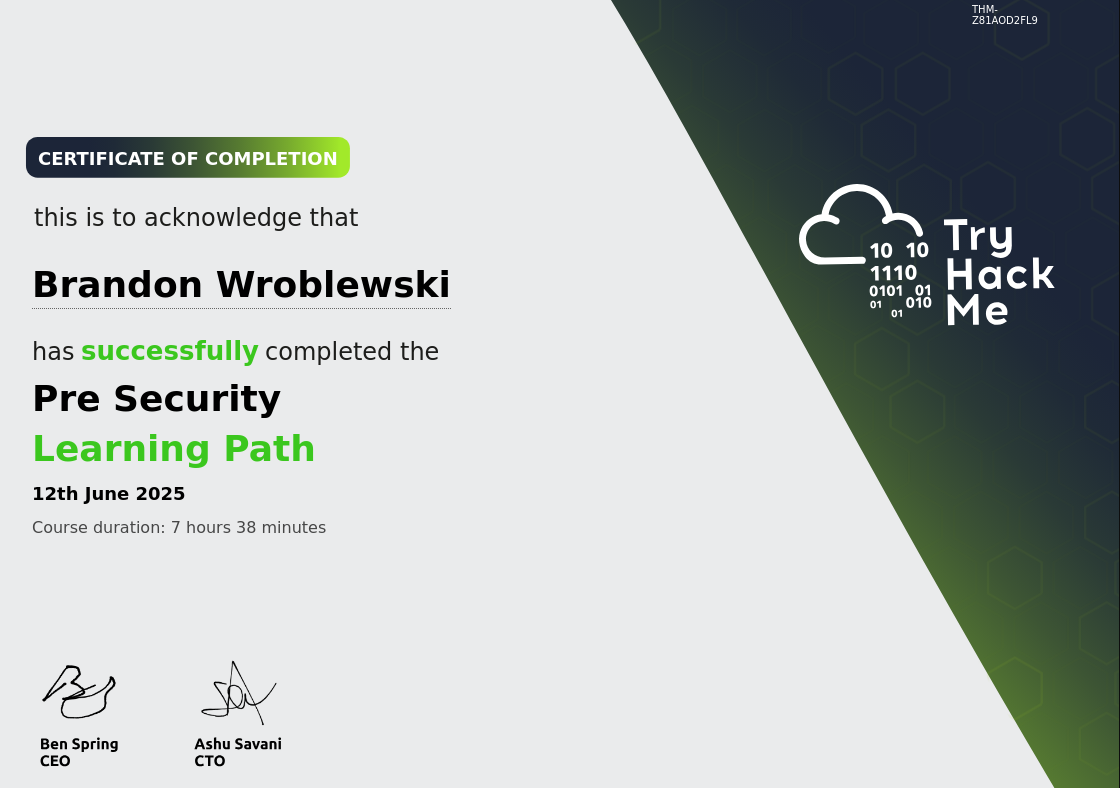 THM-
Z81AOD2FL9
CERTIFICATE OF COMPLETION
this is to acknowledge that
Brandon Wroblewski
has successfully completed the
Pre Security
Learning Path
12th June 2025
Course duration: 7 hours 38 minutes
10 10
1110
0101 01
01 010
01
Try
Hack
Me
Ben Spring
CEO
Ashu Savani
CTO